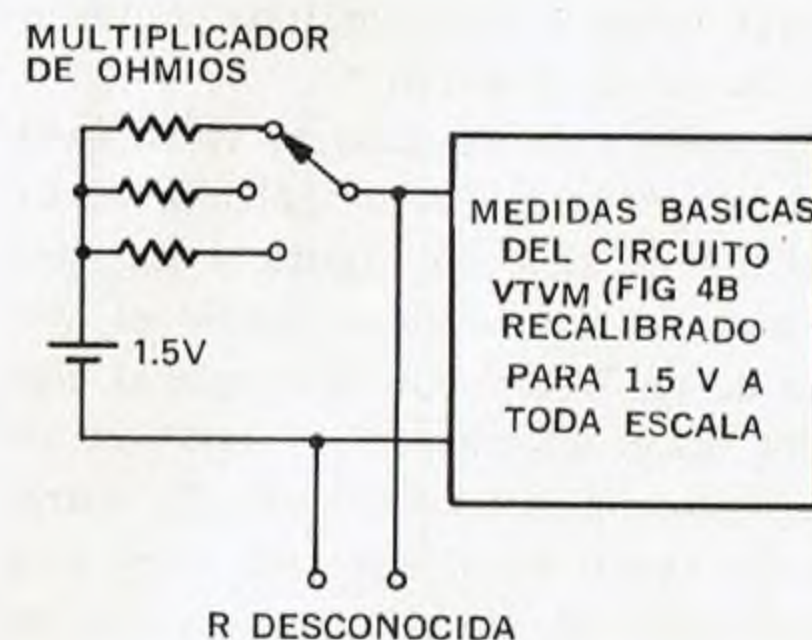 MULTIPLICADOR
DE OHMIOS
1.5V
MEDIDAS BASICAS
DEL CIRCUITO
VTVM (FIG 4B
RECALIBRADO
PARA 1.5 V A
TODA ESCALA
R DESCONOCIDA